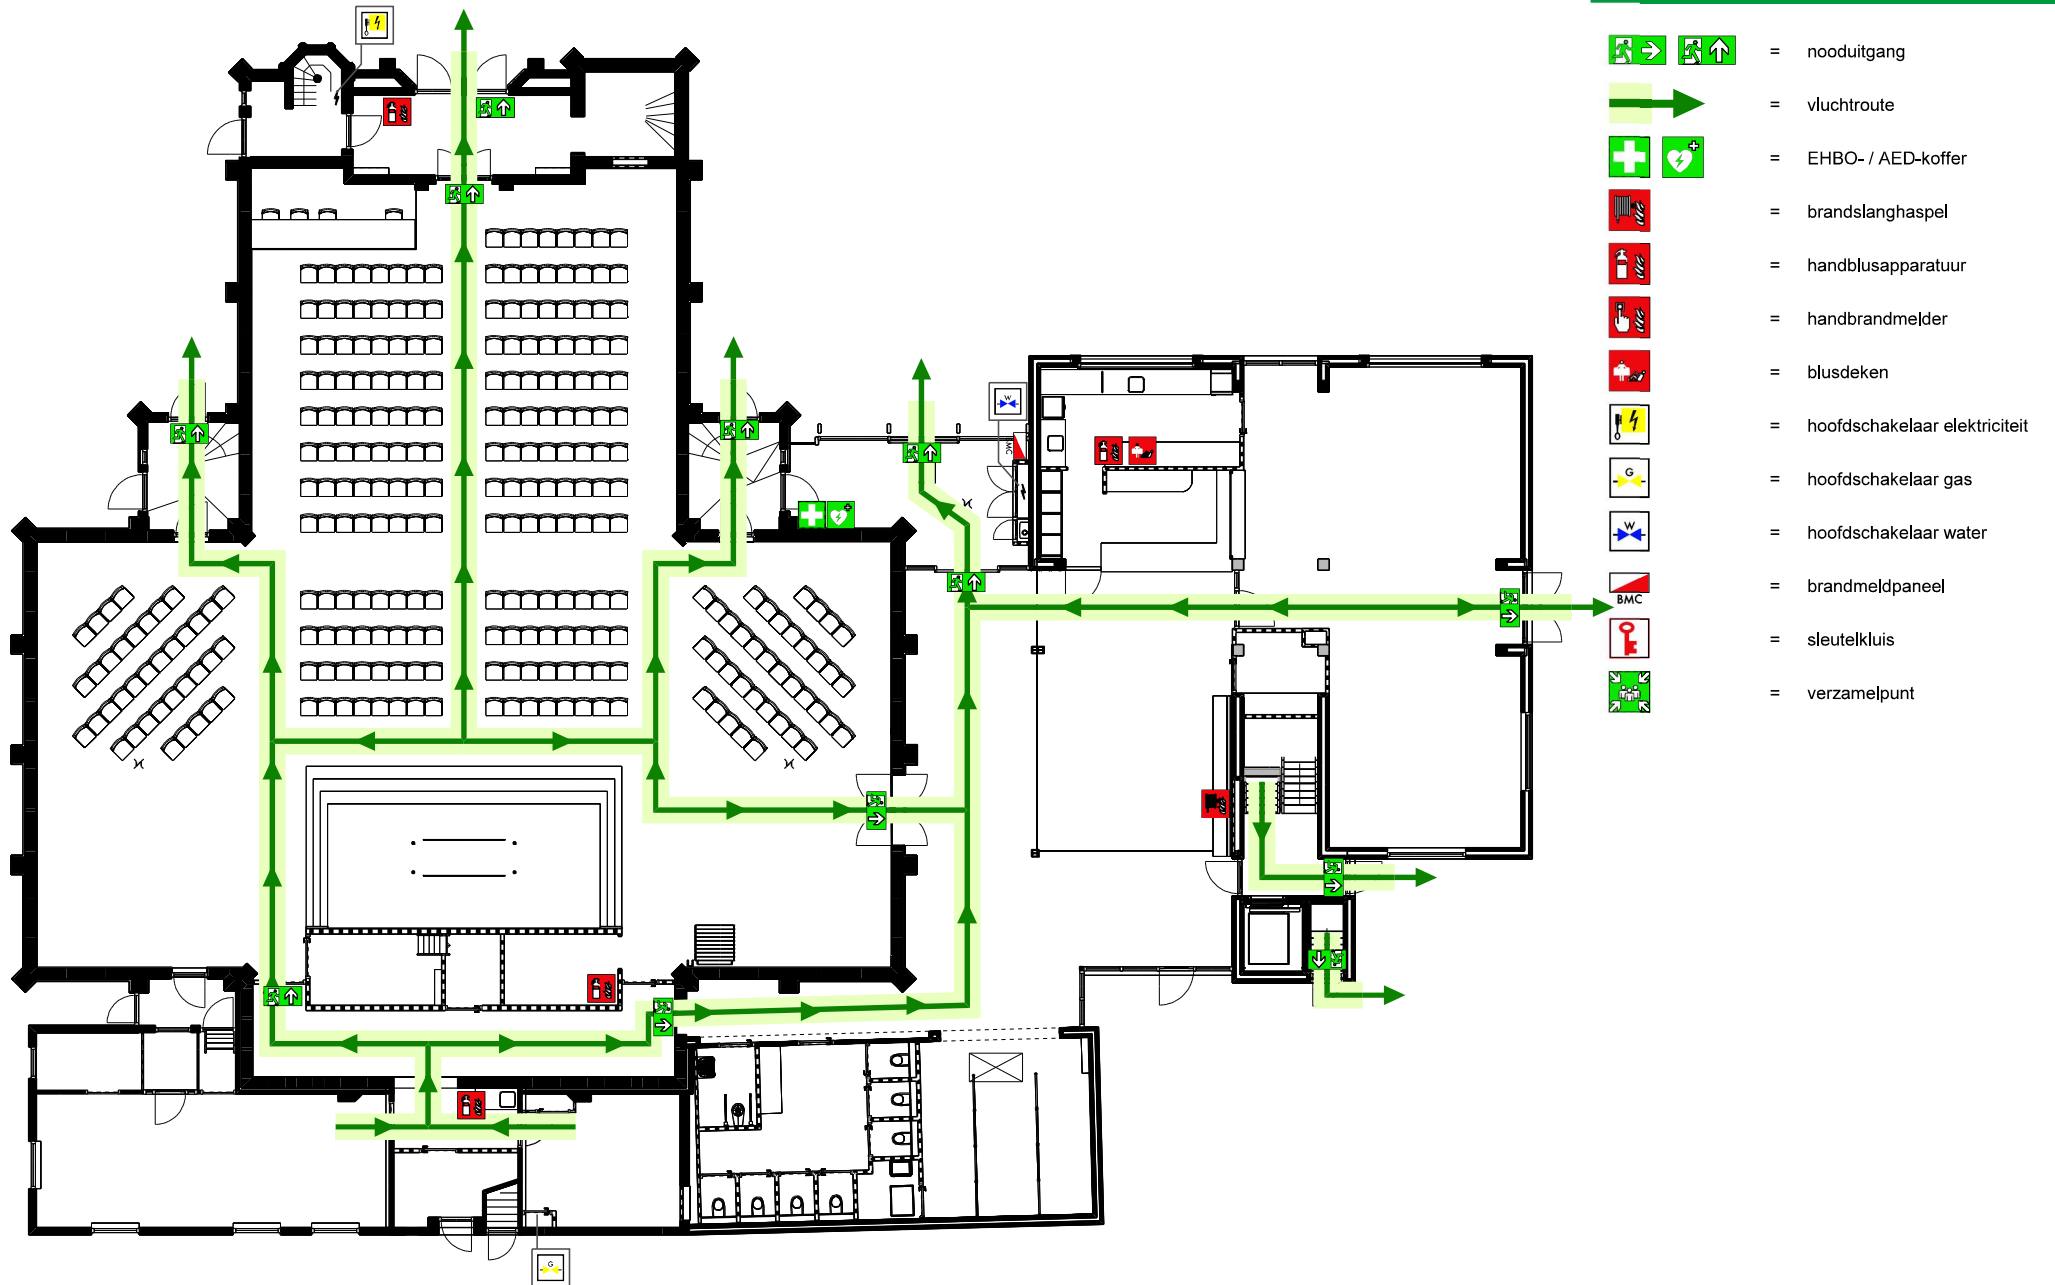 = nooduitgang
= vluchtroute
= EHBO- / AED-koffer
= brandslanghaspel
= handblusapparatuur
= handbrandmelder
= blusdeken
= hoofdschakelaar elektriciteit
G
= hoofdschakelaar gas
W
= hoofdschakelaar water
BMC
= brandmeldpaneel
= sleutelkluis
= verzamelpunt
W
BMC
G